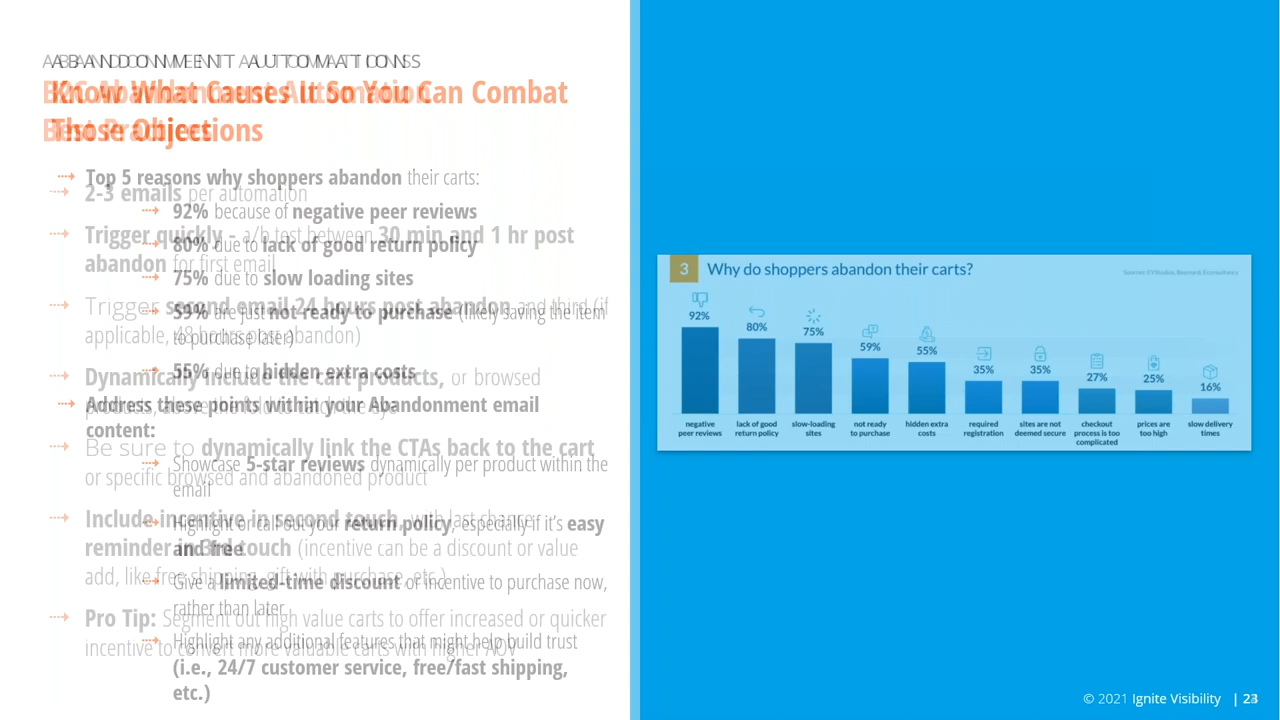 ABANDONMENT AUTOMATIONS
Know What Causes It So You Can Combat
Those Objections
Top 5 reasons why shoppers abandon their carts:
92% because of negative peer reviews
80% due to lack of good return policy
75% due to slow loading sites
59% are just not ready to purchase (likely saving the item
to purchase later)
55% due to hidden extra costs
Address these points within your Abandonment email
content:
Showcase 5-star reviews dynamically per product within the
email
Highlight or call out your return policy, especially if it's easy
and free
Give a limited-time discount or incentive to purchase now,
rather than later
Highlight any additional features that might help build trust
(i.e., 24/7 customer service, free/fast shipping,
etc.)
Abandonment Automation
Best Practices
2-3 emails per automation
Trigger quickly - a/b test between 30 min and 1 hr post
abandon for first email
Trigger second email 24 hours post abandon and third (if
applicable, 48 hours post abandon)
Dynamically include the cart products, or browsed
Be sure to dynamically link the CTAs back to the cart
or specific browsed and abandoned product
Include incentive in second touch, with last chance
reminder in 3rd touch (incentive can be a discount or value
add, like free shipping, gift with purchase, etc.)
Pro Tip: Segment out high value carts to offer increased or quicker
incentive to convert more valuable carts with higher AOV
3 Why do shoppers abandon their carts?
92% 80% 75% 59% 55% 35% 35% 27% 25% 16%
negative peer reviews
lack of good return policy
slow-loading sites
not ready to purchase
hidden extra costs
required registration
sites are not deemed secure
checkout process is too complicated
prices are too high
slow delivery times
© 2021 Ignite Visibility | 2